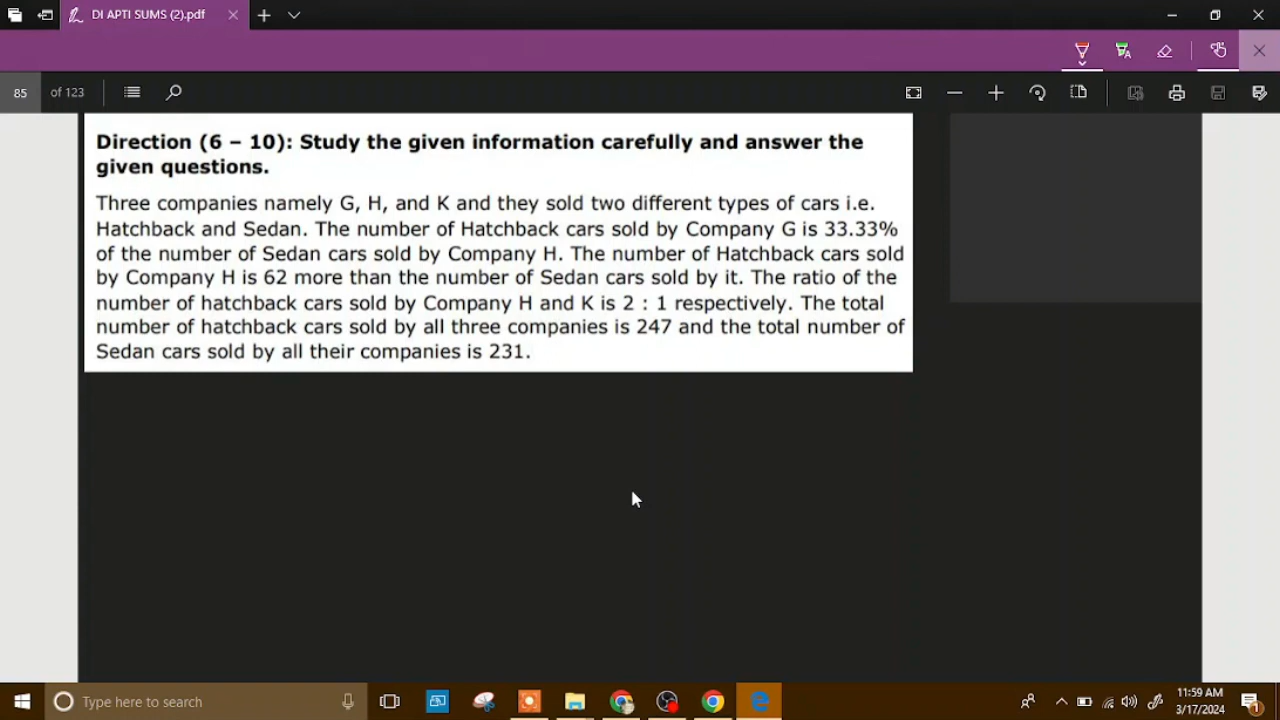 DI APTI SUMS (2).pdf
85 of 123
Direction (6 – 10): Study the given information carefully and answer the
given questions.
Three companies namely G, H, and K and they sold two different types of cars i.e.
Hatchback and Sedan. The number of Hatchback cars sold by Company G is 33.33%
of the number of Sedan cars sold by Company H. The number of Hatchback cars sold
by Company H is 62 more than the number of Sedan cars sold by it. The ratio of the
number of hatchback cars sold by Company H and K is 2 : 1 respectively. The total
number of hatchback cars sold by all three companies is 247 and the total number of
Sedan cars sold by all their companies is 231.
Type here to search
11:59 AM
3/17/2024
1